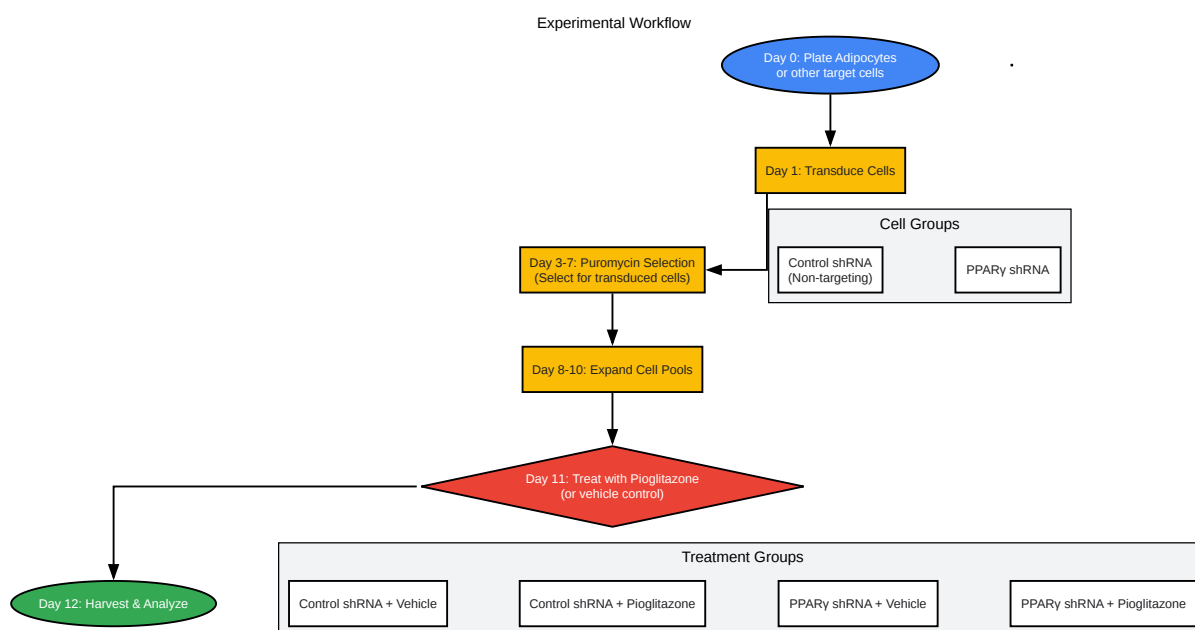 Experimental Workflow
Day 0: Plate Adipocytes
or other target cells
Day 1: Transduce Cells
Cell Groups
Control shRNA
(Non-targeting)
PPARγ shRNA
Day 3-7: Puromycin Selection
(Select for transduced cells)
Day 8-10: Expand Cell Pools
Day 11: Treat with Pioglitazone
(or vehicle control)
Treatment Groups
Day 12: Harvest & Analyze
Control shRNA + Vehicle
Control shRNA + Pioglitazone
PPARγ shRNA + Vehicle
PPARγ shRNA + Pioglitazone